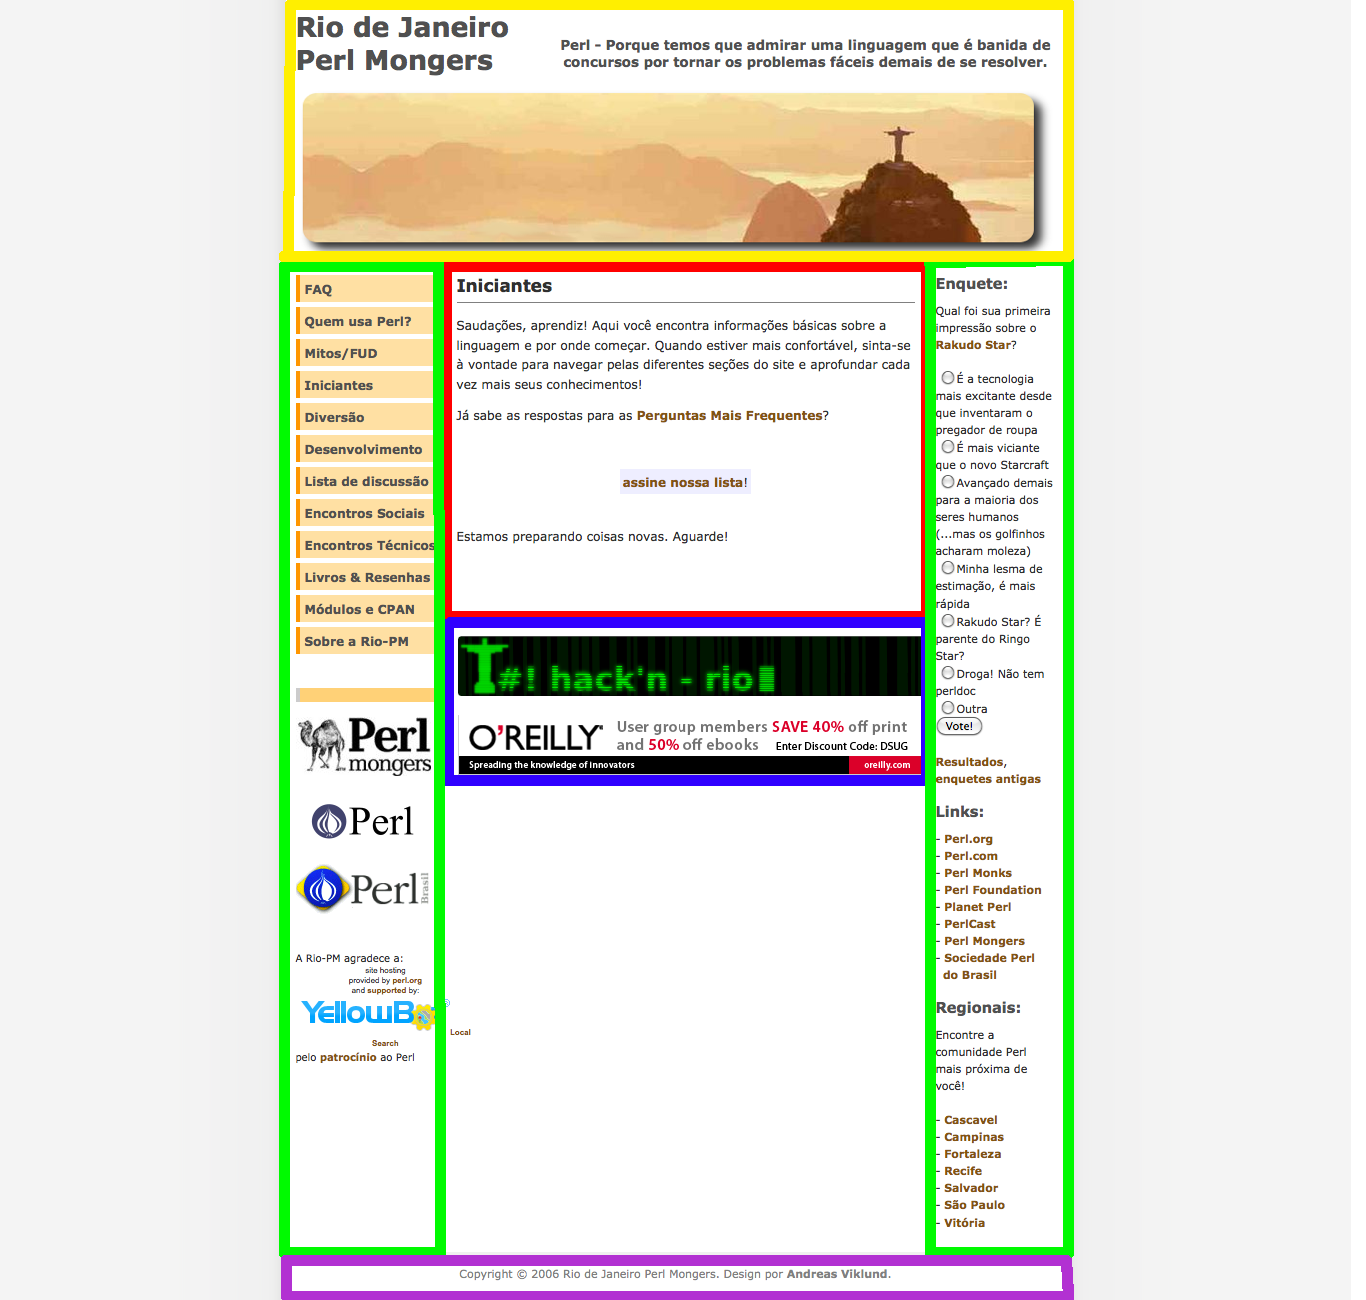 Rio de Janeiro
Perl Mongers
Perl - Porque temos que admirar uma linguagem que é banida de
concursos por tornar os problemas fáceis demais de se resolver.
FAQ
Quem usa Perl?
Mitos/FUD
Iniciantes
Diversão
Desenvolvimento
Lista de discussão
Encontros Sociais
Encontros Técnicos
Livros & Resenhas
Módulos e CPAN
Sobre a Rio-PM
Perl
mongers
Perl
Perl Brasil
A Rio-PM agradece a:
site hosting
provided by perl.org
and supported by:
YellowBot
Local
Search
pelo patrocínio ao Perl
Iniciantes
Saudações, aprendiz! Aqui você encontra informações básicas sobre a
linguagem e por onde começar. Quando estiver mais confortável, sinta-se
à vontade para navegar pelas diferentes seções do site e aprofundar cada
vez mais seus conhecimentos!
Já sabe as respostas para as Perguntas Mais Frequentes?
assine nossa lista!
Estamos preparando coisas novas. Aguarde!
#! hack'n - rio
O'REILLY
User group members SAVE 40% off print
and 50% off ebooks Enter Discount Code: DSUG
Spreading the knowledge of innovators oreilly.com
Enquete:
Qual foi sua primeira
impressão sobre o
Rakudo Star?
É a tecnologia
mais excitante desde
que inventaram o
pregador de roupa
É mais viciante
que o novo Starcraft
Avançado demais
para a maioria dos
seres humanos
(...mas os golfinhos
acharam moleza)
Minha lesma de
estimação, é mais
rápida
Rakudo Star? É
parente do Ringo
Star?
Droga! Não tem
perldoc
Outra
Vote!
Resultados,
enquetes antigas
Links:
- Perl.org
- Perl.com
- Perl Monks
- Perl Foundation
- Planet Perl
- PerlCast
- Perl Mongers
- Sociedade Perl
do Brasil
Regionais:
Encontre a
comunidade Perl
mais próxima de
você!
- Cascavel
- Campinas
- Fortaleza
- Recife
- Salvador
- São Paulo
- Vitória
Copyright © 2006 Rio de Janeiro Perl Mongers. Design por Andreas Viklund.